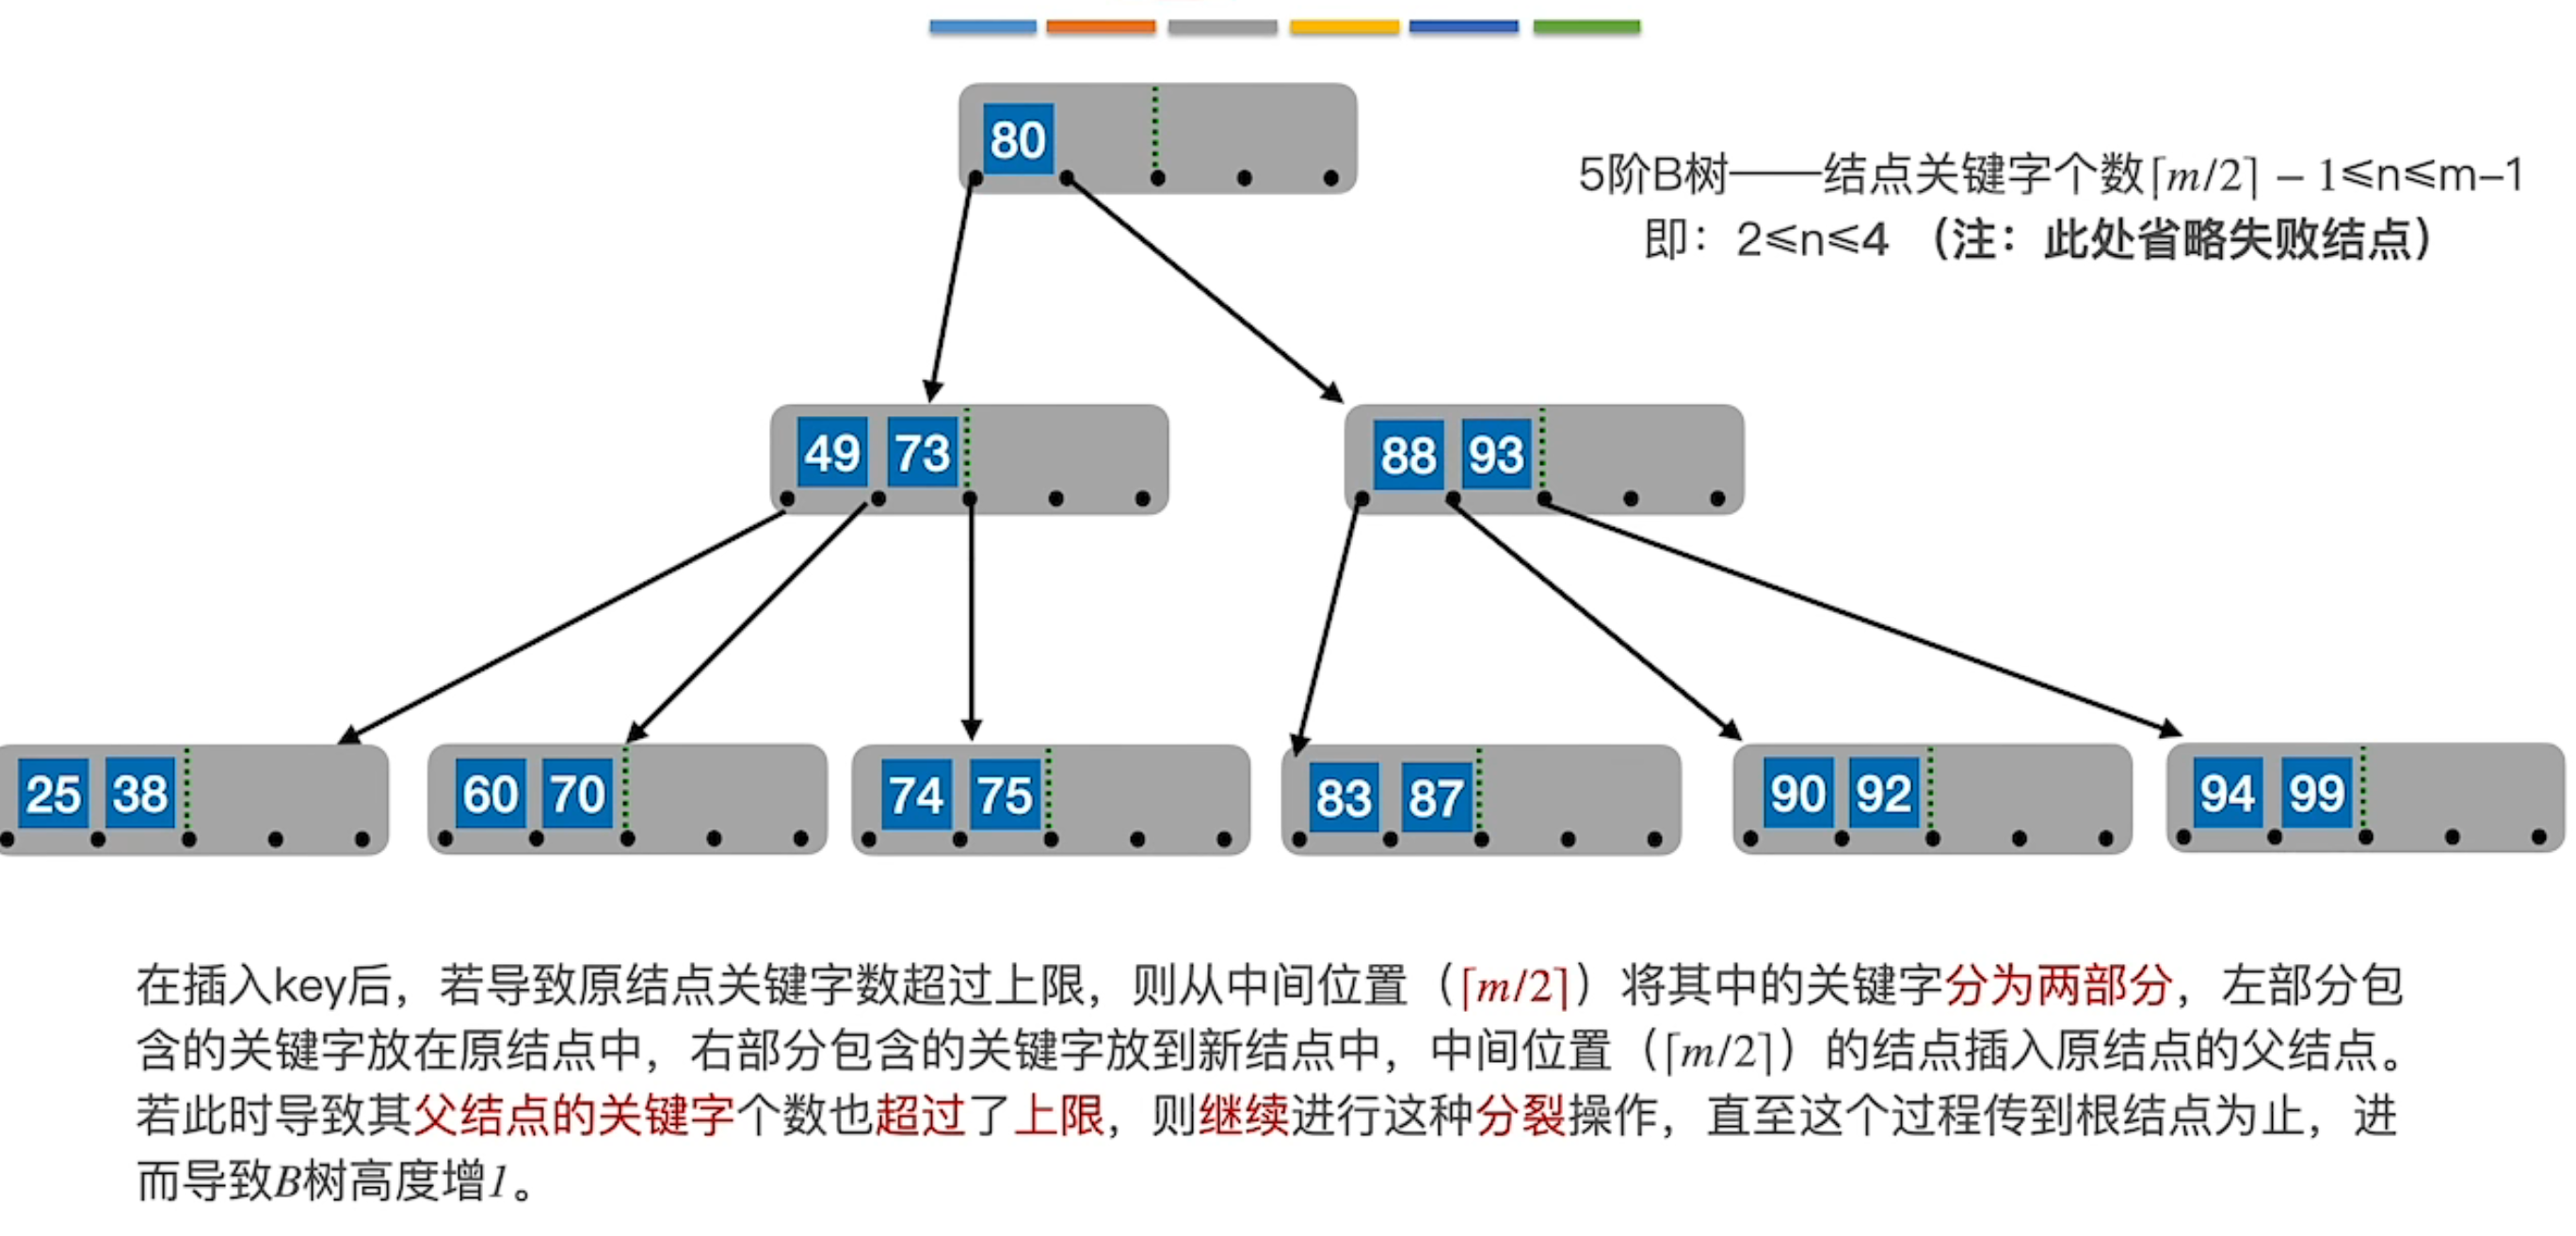 80
5阶B树——结点关键字个数⌈m/2⌉ – 1≤n≤m–1
即：2≤n≤4 （注：此处省略失败结点）
49 73
88 93
25 38
60 70
74 75
83 87
90 92
94 99
在插入key后，若导致原结点关键字数超过上限，则从中间位置（⌈m/2⌉）将其中的关键字分为两部分，左部分包
含的关键字放在原结点中，右部分包含的关键字放到新结点中，中间位置（⌈m/2⌉）的结点插入原结点的父结点。
若此时导致其父结点的关键字个数也超过了上限，则继续进行这种分裂操作，直至这个过程传到根结点为止，进
而导致B树高度增1。